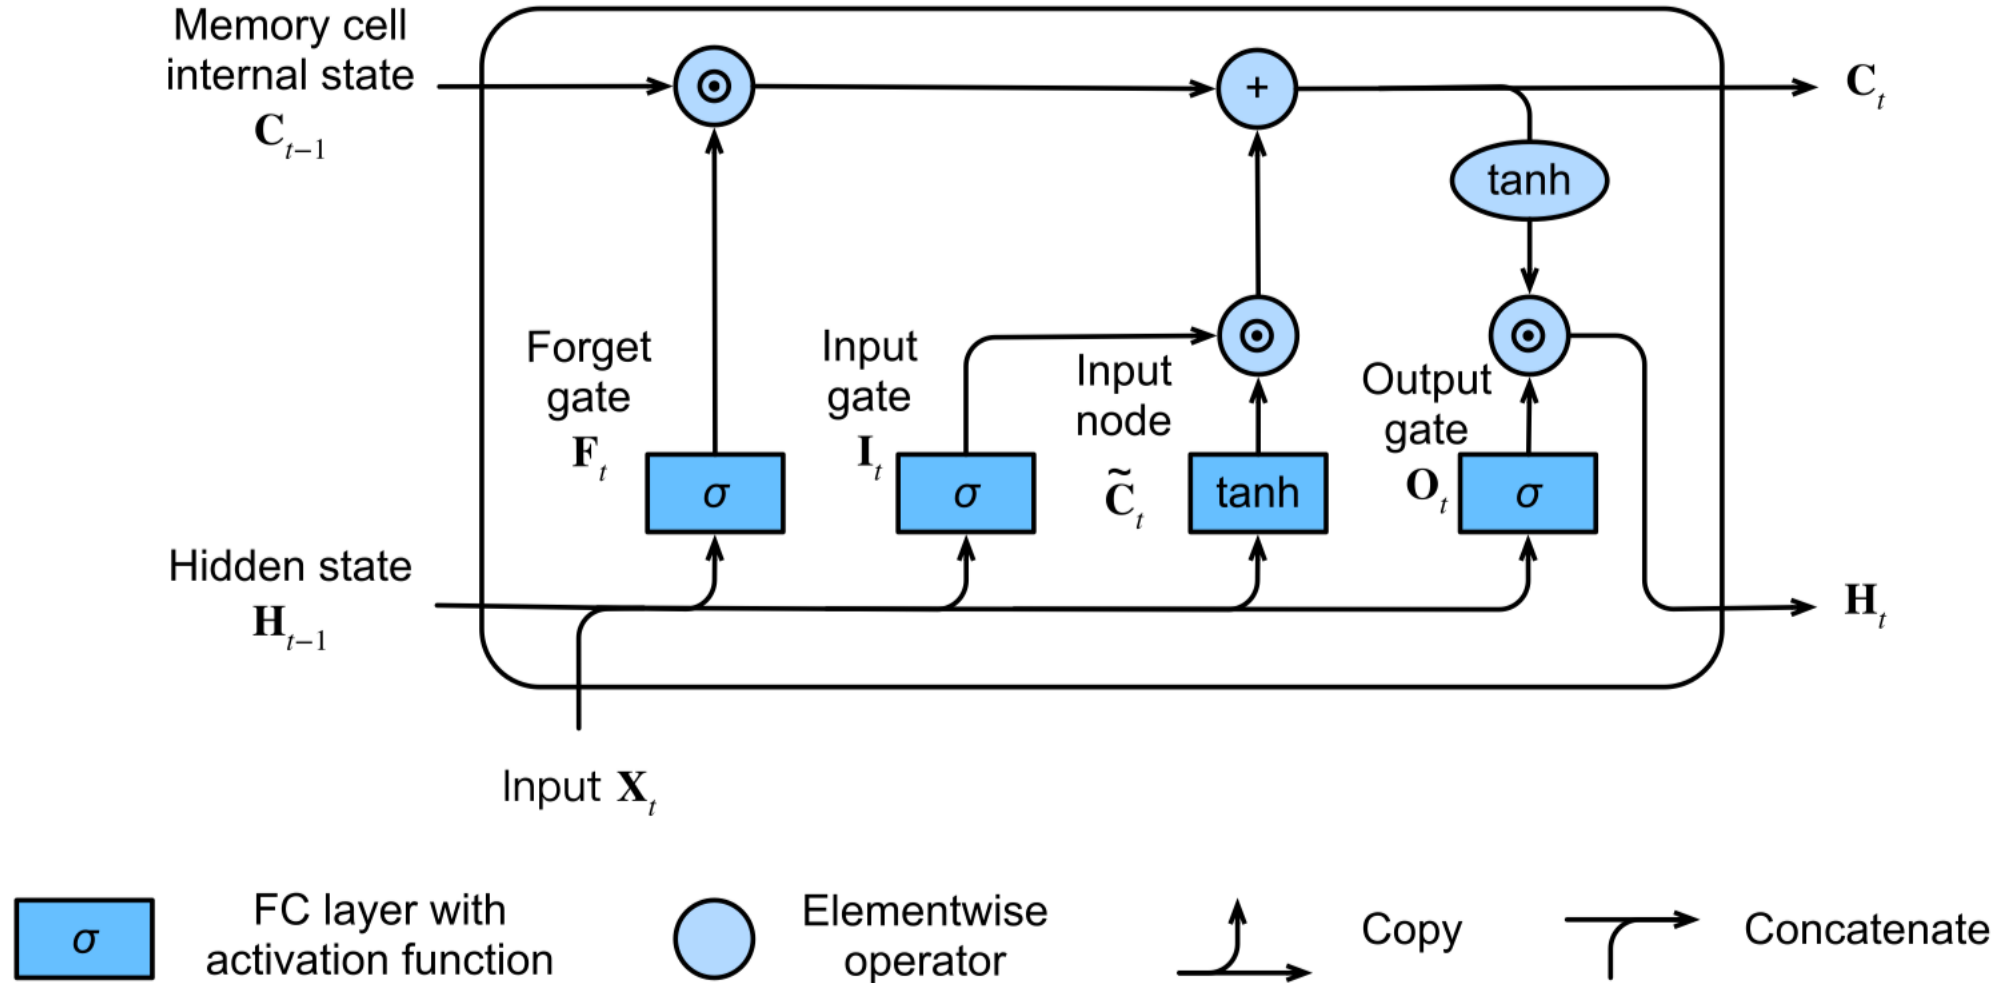 Memory cell
internal state
C_{t−1}
⊙
+
C_t
tanh
Forget
gate
F_t
σ
Input
gate
I_t
σ
⊙
Input
node
C̃_t
tanh
⊙
Output
gate
O_t
σ
Hidden state
H_{t−1}
H_t
Input X_t
σ
FC layer with
activation function
Elementwise
operator
Copy
Concatenate